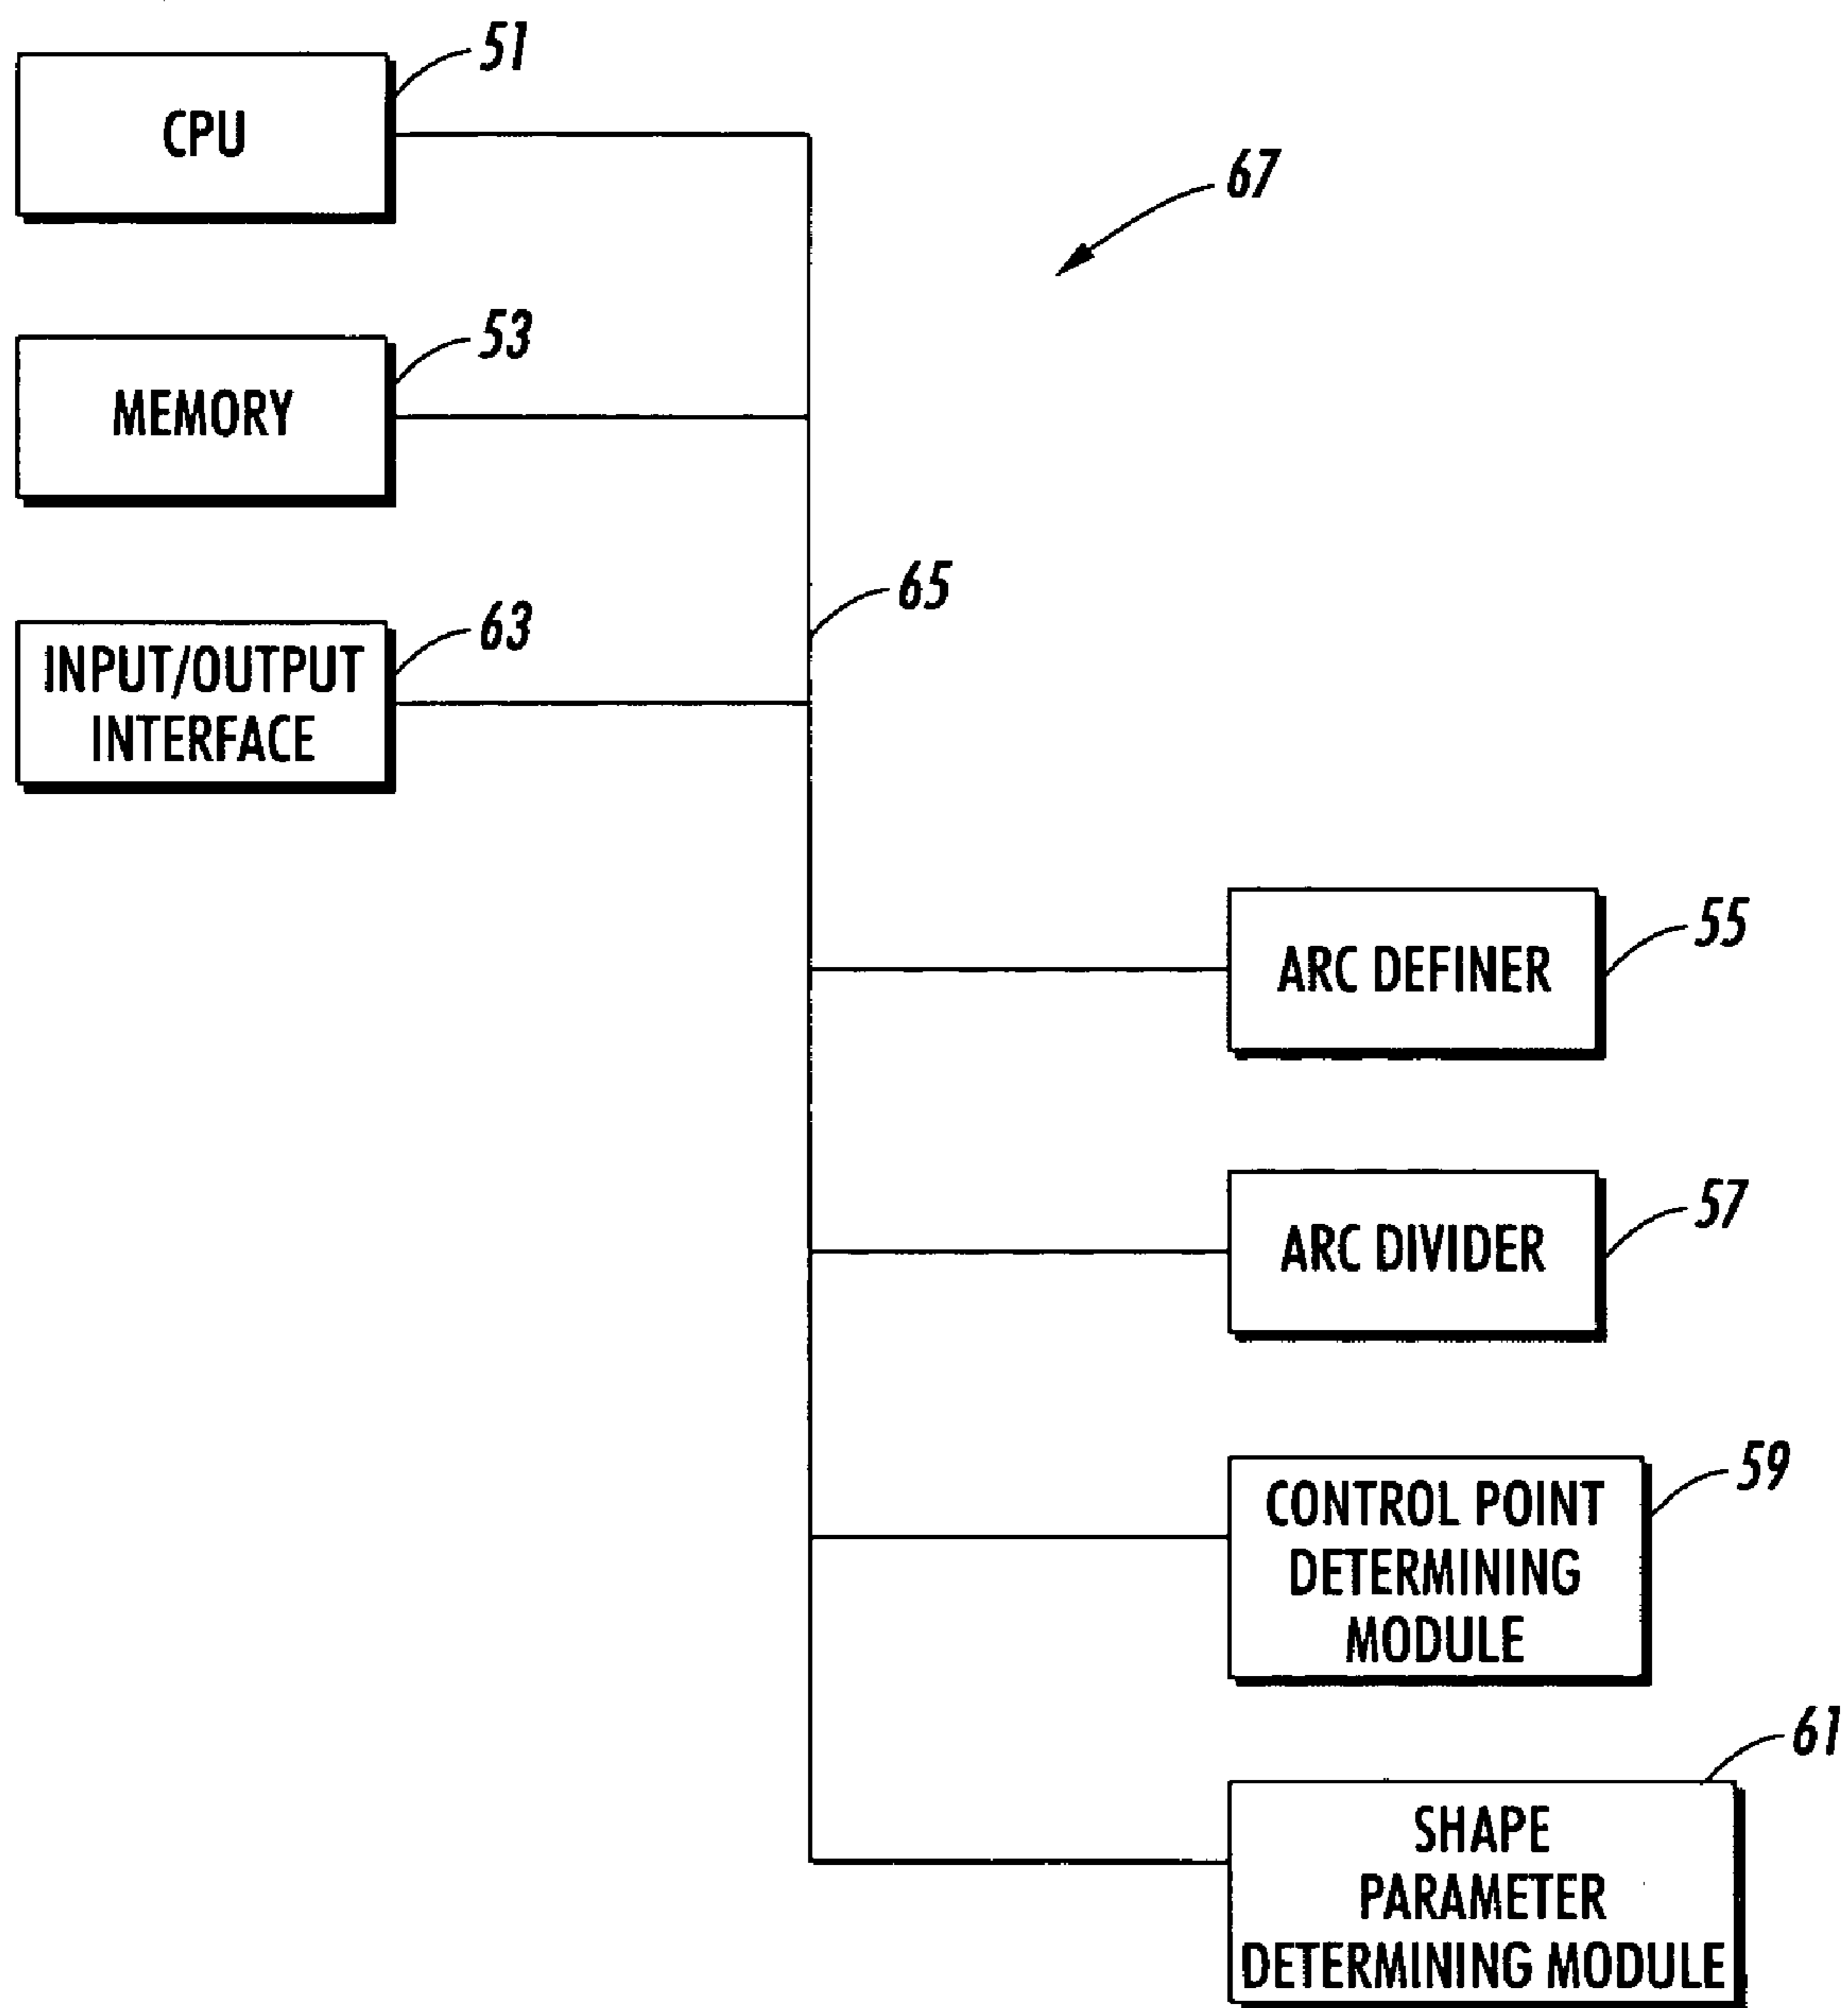 51
CPU
67
53
MEMORY
65
63
INPUT/OUTPUT
INTERFACE
55
ARC DEFINER
57
ARC DIVIDER
59
CONTROL POINT
DETERMINING
MODULE
61
SHAPE
PARAMETER
DETERMINING MODULE